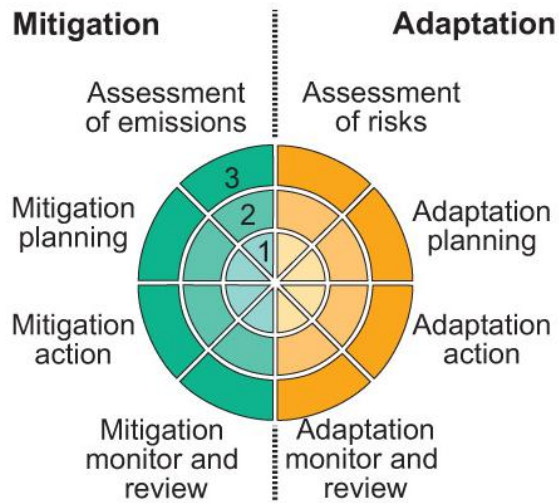 Mitigation
Adaptation
Assessment
of emissions
Assessment
of risks
3
2
1
Mitigation
planning
Adaptation
planning
Mitigation
action
Adaptation
action
Mitigation
monitor and
review
Adaptation
monitor and
review